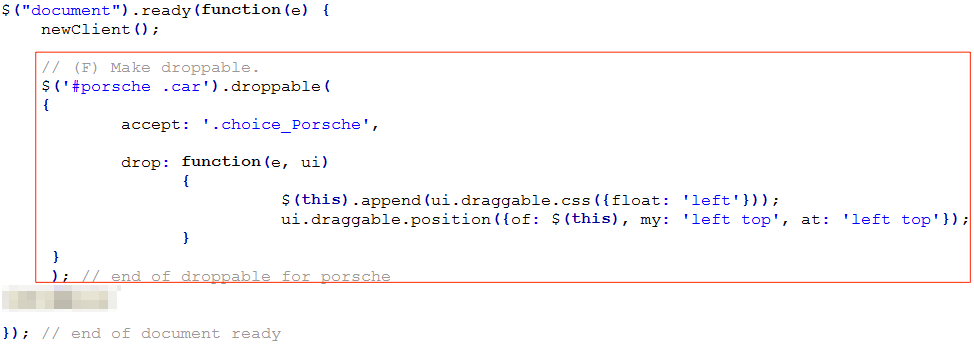 $("document").ready(function(e) {
newClient();
// (F) Make droppable.
$('#porsche .car').droppable(
{
accept: '.choice_Porsche',
drop: function(e, ui)
{
$(this).append(ui.draggable.css({float: 'left'}));
ui.draggable.position({of: $(this), my: 'left top', at: 'left top'});
}
}
); // end of droppable for porsche
}); // end of document ready